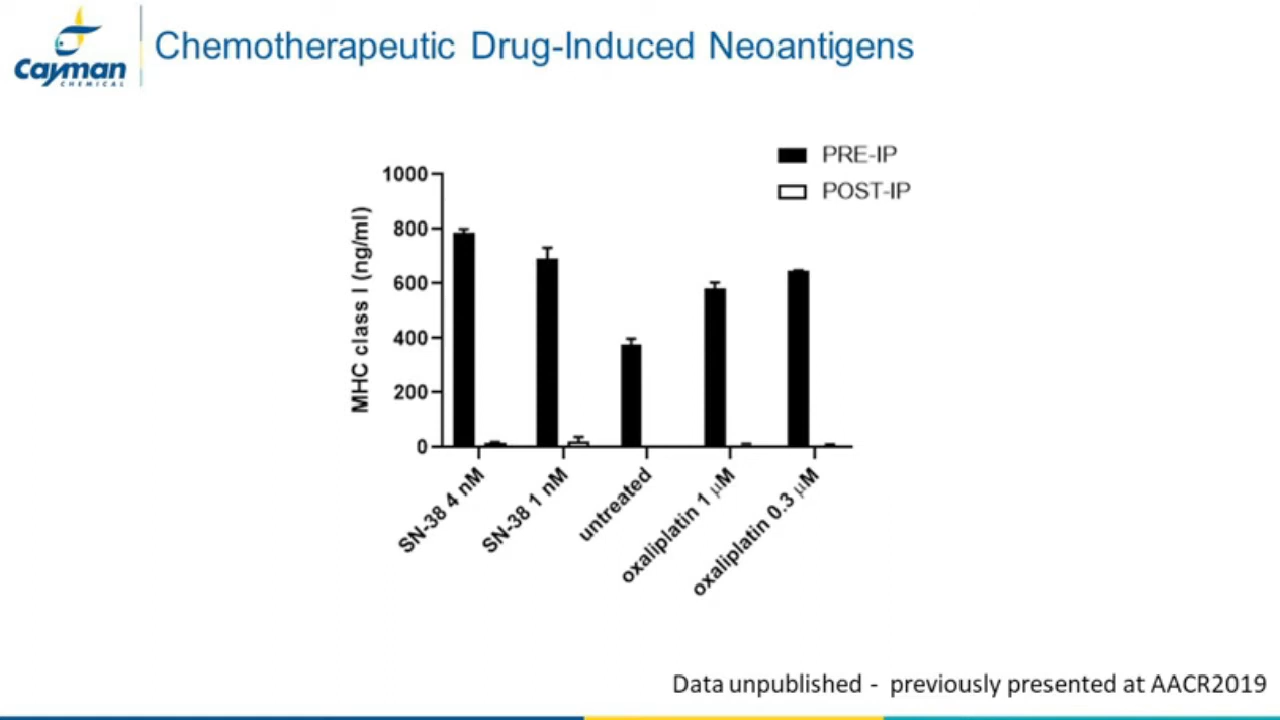 Cayman
CHEMICAL
Chemotherapeutic Drug-Induced Neoantigens
PRE-IP
POST-IP
MHC class I (ng/ml)
1000
800
600
400
200
0
SN-38 4 nM
SN-38 1 nM
untreated
oxaliplatin 1 μM
oxaliplatin 0.3 μM
Data unpublished - previously presented at AACR2019